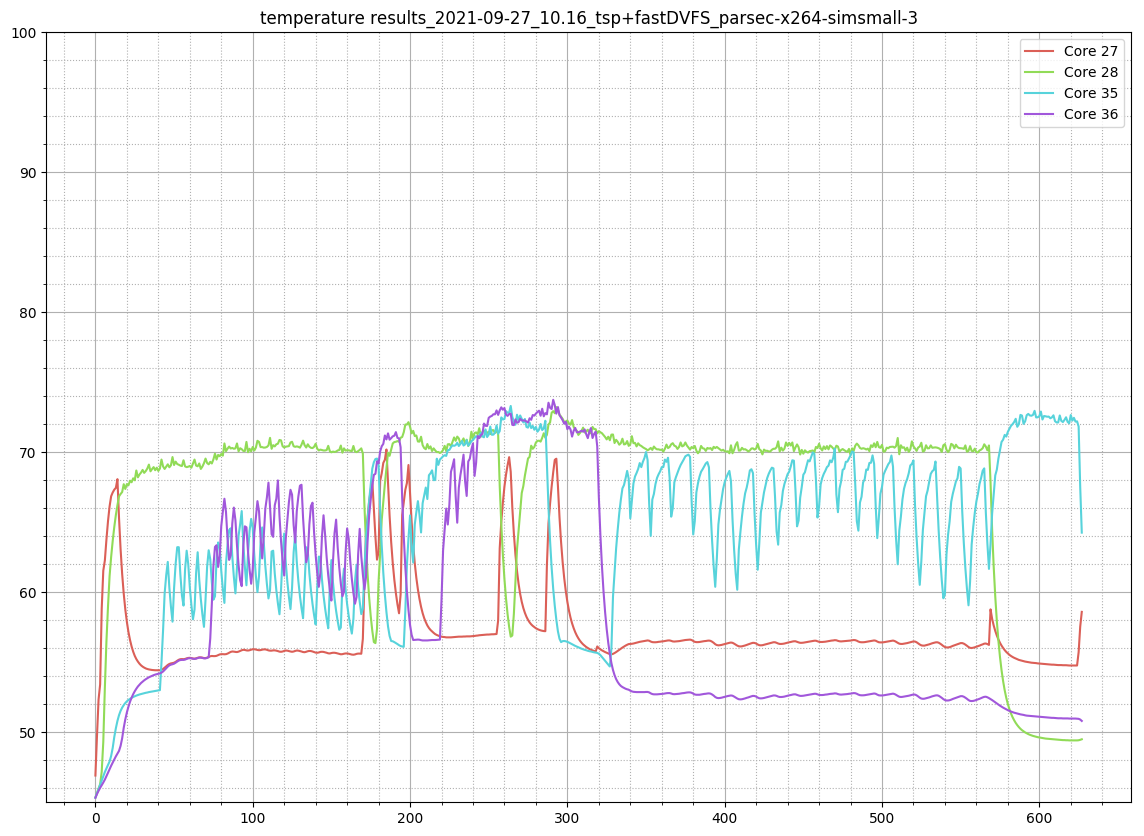 temperature results_2021-09-27_10.16_tsp+fastDVFS_parsec-x264-simsmall-3
100
90
80
70
60
50
Core 27
Core 28
Core 35
Core 36
0 100 200 300 400 500 600